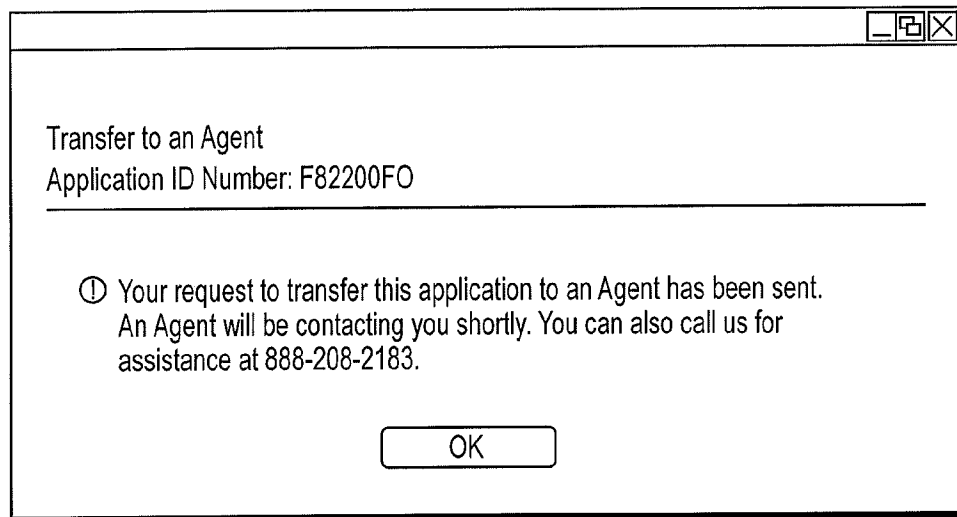 Transfer to an Agent
Application ID Number: F82200FO
Your request to transfer this application to an Agent has been sent.
An Agent will be contacting you shortly. You can also call us for
assistance at 888-208-2183.
OK